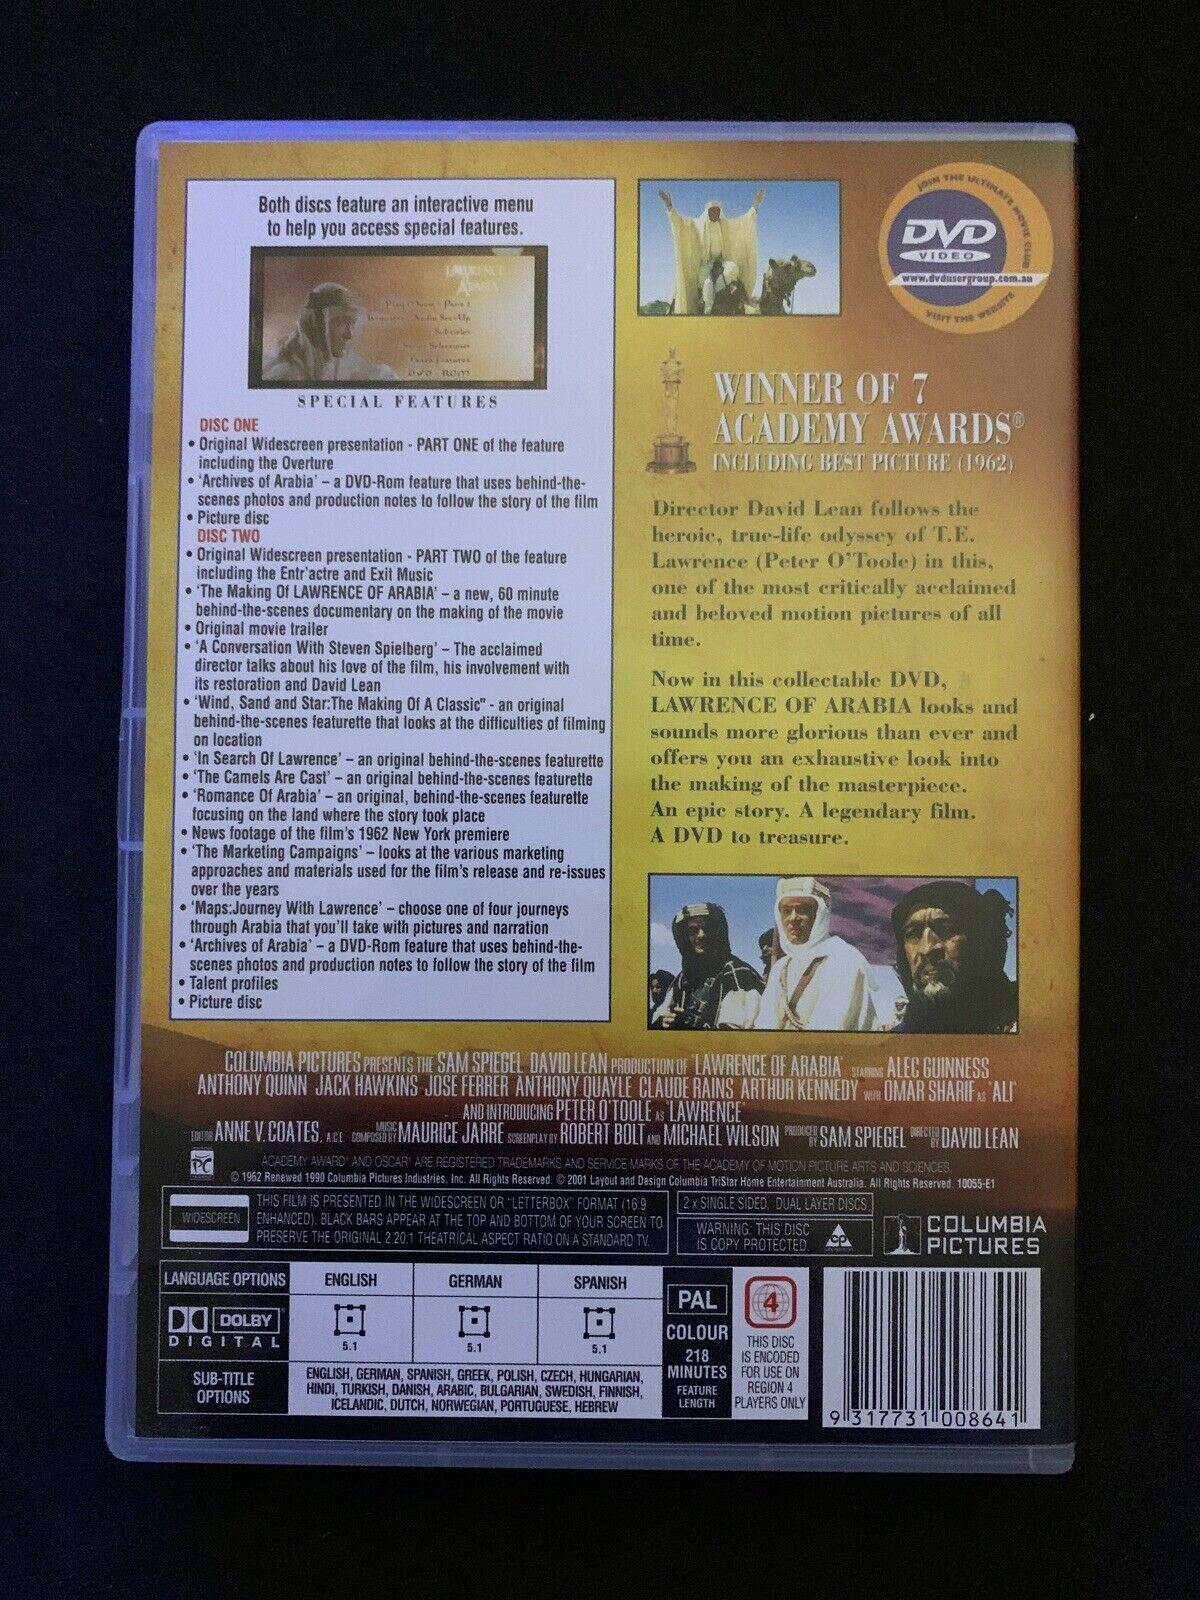 Both discs feature an interactive menu
to help you access special features.
LAWRENCE
ARABIA
Play Movie - Part 1
Subtitles
DVD - ROM
SPECIAL FEATURES
DISC ONE
• Original Widescreen presentation - PART ONE of the feature
including the Overture
• 'Archives of Arabia' – a DVD-Rom feature that uses behind-the-
scenes photos and production notes to follow the story of the film
• Picture disc
DISC TWO
• Original Widescreen presentation - PART TWO of the feature
including the Entr'actre and Exit Music
• 'The Making Of LAWRENCE OF ARABIA' – a new, 60 minute
behind-the-scenes documentary on the making of the movie
• Original movie trailer
• 'A Conversation With Steven Spielberg' – The acclaimed
director talks about his love of the film, his involvement with
its restoration and David Lean
• 'Wind, Sand and Star:The Making Of A Classic" - an original
behind-the-scenes featurette that looks at the difficulties of filming
on location
• 'In Search Of Lawrence' – an original behind-the-scenes featurette
• 'The Camels Are Cast' – an original behind-the-scenes featurette
• 'Romance Of Arabia' – an original, behind-the-scenes featurette
focusing on the land where the story took place
• News footage of the film's 1962 New York premiere
• 'The Marketing Campaigns' – looks at the various marketing
approaches and materials used for the film's release and re-issues
over the years
• 'Maps:Journey With Lawrence' – choose one of four journeys
through Arabia that you'll take with pictures and narration
• 'Archives of Arabia' – a DVD-Rom feature that uses behind-the-
scenes photos and production notes to follow the story of the film
• Talent profiles
• Picture disc
JOIN THE ULTIMATE MOVIE CLUB
DVD
VIDEO
www.dvdusergroup.com.au
VISIT THE WEBSITE
WINNER OF 7
ACADEMY AWARDS®
INCLUDING BEST PICTURE (1962)
Director David Lean follows the
heroic, true-life odyssey of T.E.
Lawrence (Peter O'Toole) in this,
one of the most critically acclaimed
and beloved motion pictures of all
time.
Now in this collectable DVD,
LAWRENCE OF ARABIA looks and
sounds more glorious than ever and
offers you an exhaustive look into
the making of the masterpiece.
An epic story. A legendary film.
A DVD to treasure.
COLUMBIA PICTURES PRESENTS THE SAM SPIEGEL DAVID LEAN PRODUCTION OF 'LAWRENCE OF ARABIA' STARRING ALEC GUINNESS
ANTHONY QUINN JACK HAWKINS JOSE FERRER ANTHONY QUAYLE CLAUDE RAINS ARTHUR KENNEDY WITH OMAR SHARIF AS 'ALI'
AND INTRODUCING PETER O'TOOLE AS 'LAWRENCE'
EDITOR ANNE V. COATES, A.C.E. MUSIC COMPOSED BY MAURICE JARRE SCREENPLAY BY ROBERT BOLT AND MICHAEL WILSON PRODUCED BY SAM SPIEGEL DIRECTED BY DAVID LEAN
PC
ACADEMY AWARD® AND OSCAR® ARE REGISTERED TRADEMARKS AND SERVICE MARKS OF THE ACADEMY OF MOTION PICTURE ARTS AND SCIENCES.
© 1962 Renewed 1990 Columbia Pictures Industries, Inc. All Rights Reserved. © 2001 Layout and Design Columbia TriStar Home Entertainment Australia. All Rights Reserved. 10055-E1
WIDESCREEN
THIS FILM IS PRESENTED IN THE WIDESCREEN OR "LETTERBOX" FORMAT (16:9
ENHANCED). BLACK BARS APPEAR AT THE TOP AND BOTTOM OF YOUR SCREEN TO
PRESERVE THE ORIGINAL 2.20:1 THEATRICAL ASPECT RATIO ON A STANDARD TV.
2 x SINGLE SIDED, DUAL LAYER DISCS
WARNING: THIS DISC
IS COPY PROTECTED.
CP
COLUMBIA
PICTURES
LANGUAGE OPTIONS
ENGLISH
GERMAN
SPANISH
DOLBY
DIGITAL
5.1
5.1
5.1
SUB-TITLE
OPTIONS
ENGLISH, GERMAN, SPANISH, GREEK, POLISH, CZECH, HUNGARIAN,
HINDI, TURKISH, DANISH, ARABIC, BULGARIAN, SWEDISH, FINNISH,
ICELANDIC, DUTCH, NORWEGIAN, PORTUGUESE, HEBREW
PAL
COLOUR
218
MINUTES
FEATURE
LENGTH
4
THIS DISC
IS ENCODED
FOR USE ON
REGION 4
PLAYERS ONLY
9 317731 008641